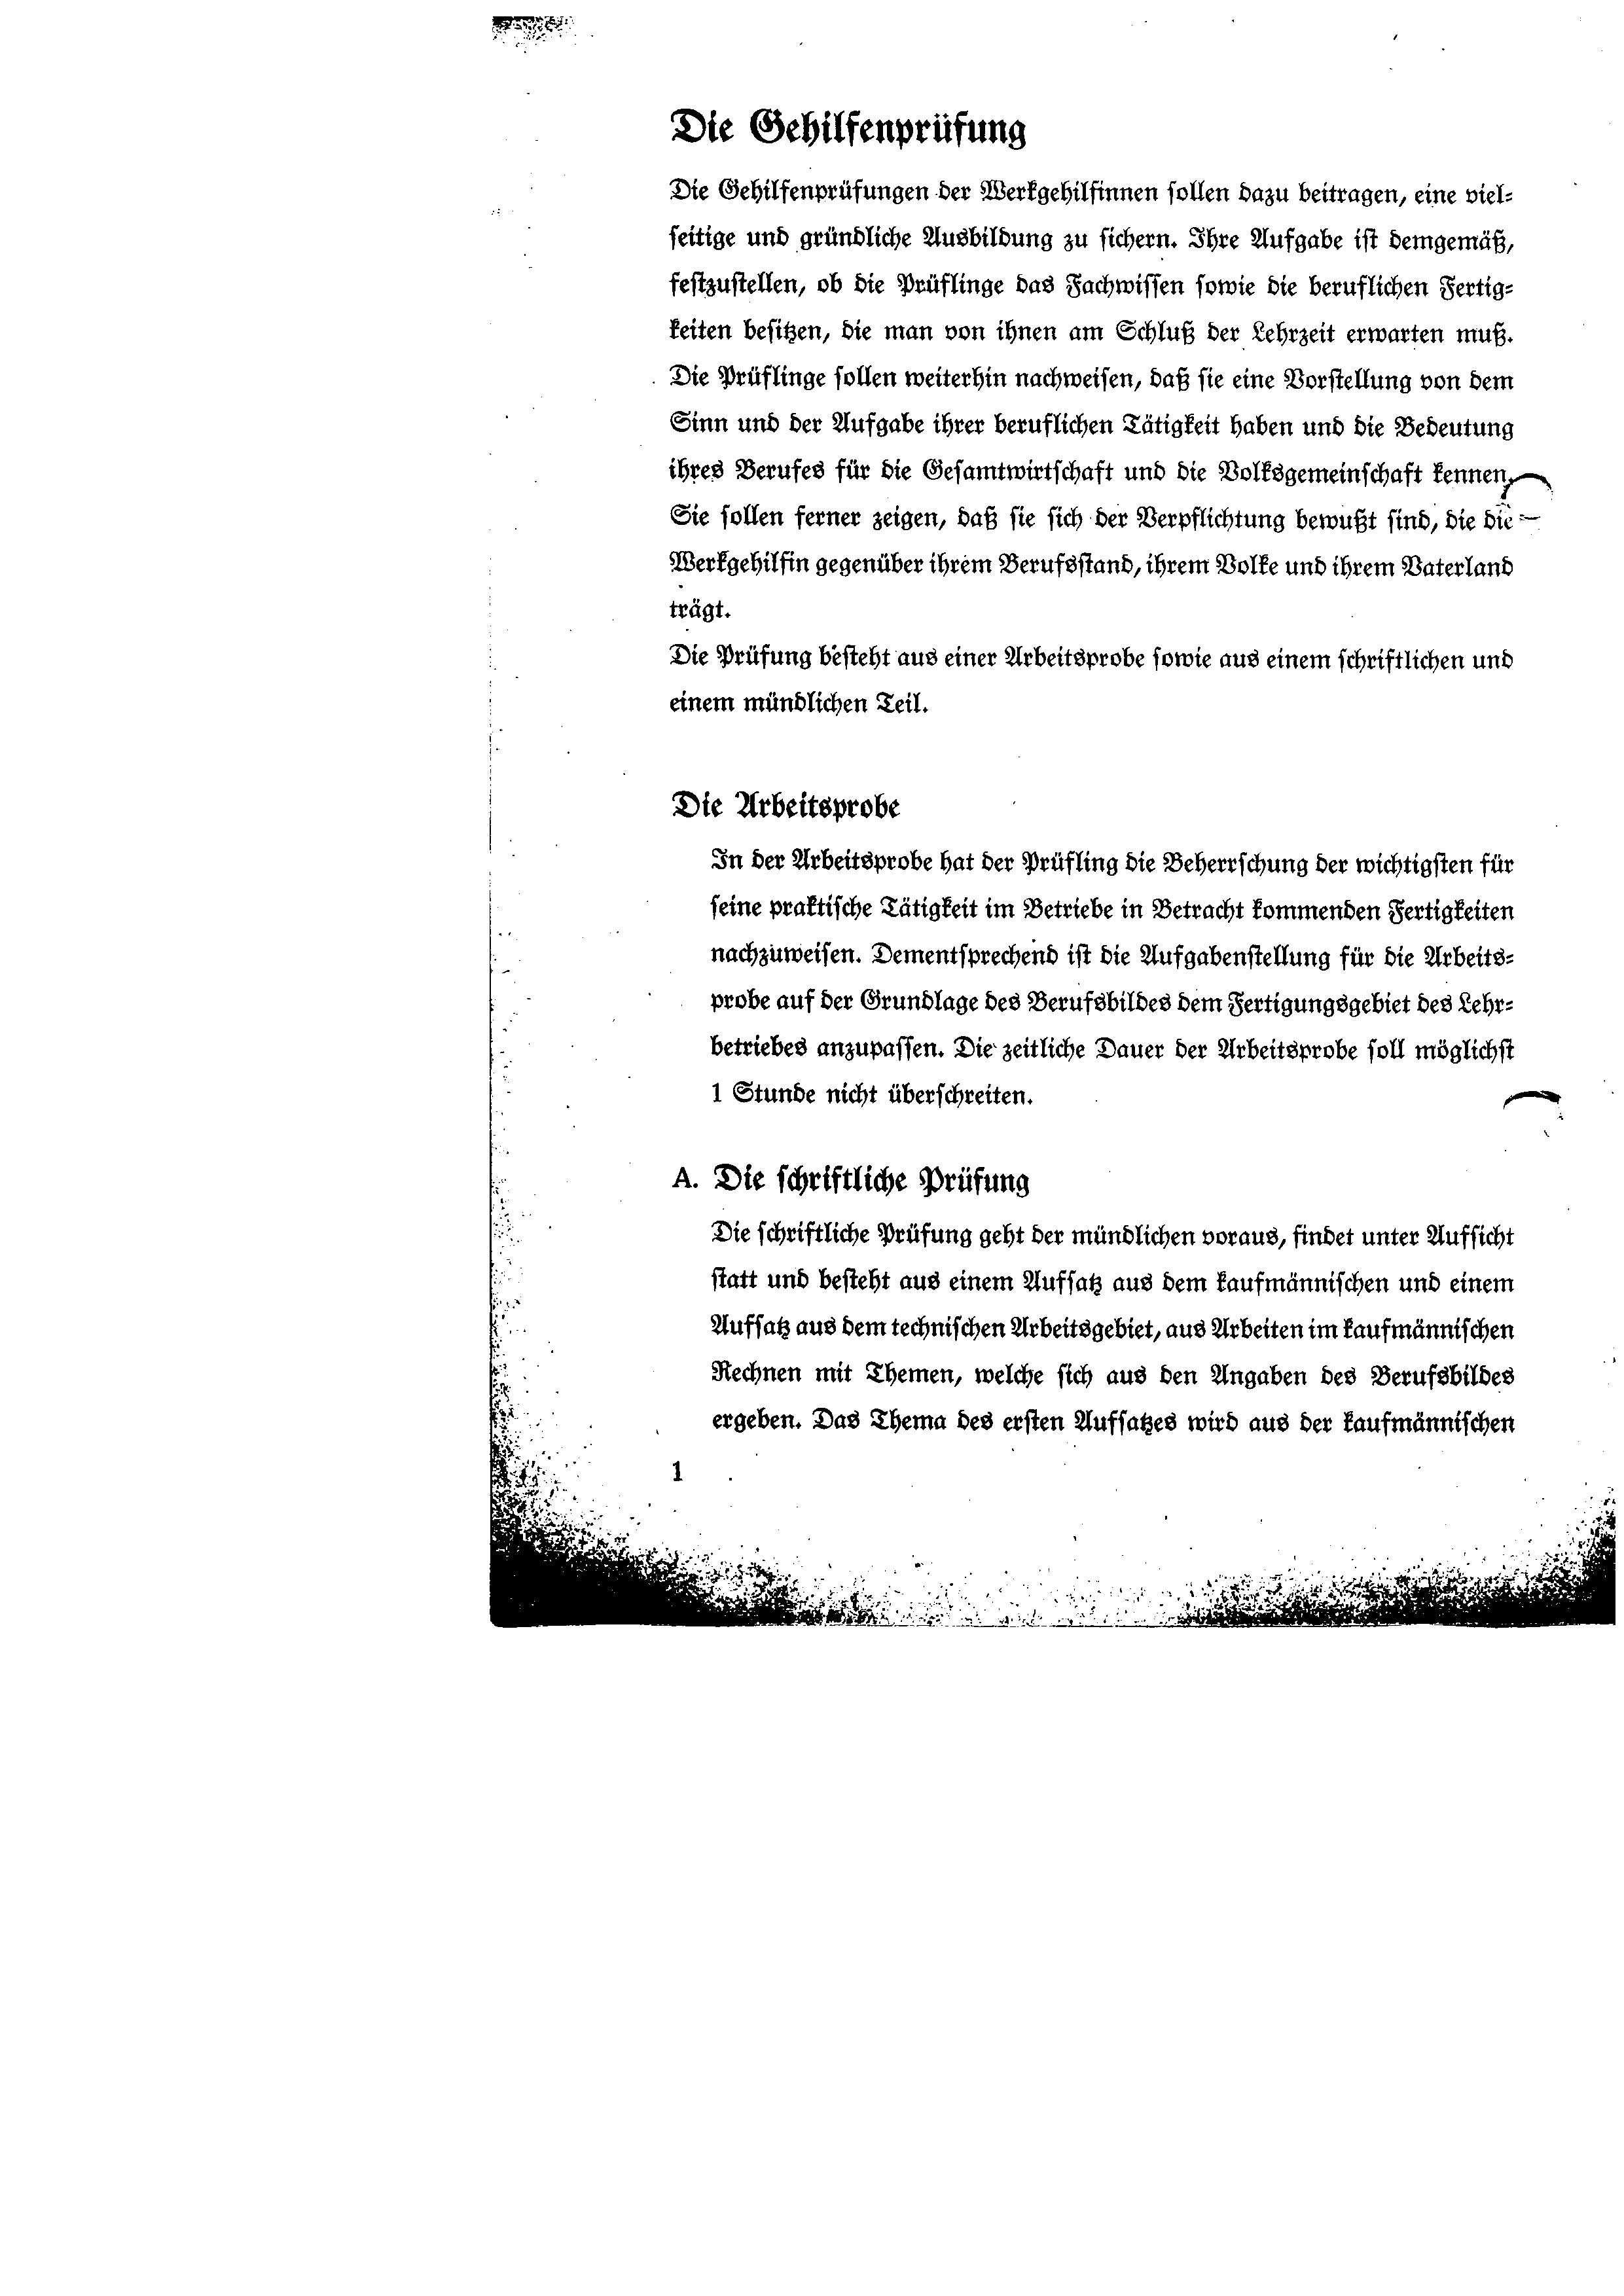 Die Gehilfenprüfung
Die Gehilfenprüfungen der Werkgehilfinnen sollen dazu beitragen, eine viel-
seitige und gründliche Ausbildung zu sichern. Ihre Aufgabe ist demgemäß,
festzustellen, ob die Prüflinge das Fachwissen sowie die beruflichen Fertig-
keiten besitzen, die man von ihnen am Schluß der Lehrzeit erwarten muß.
Die Prüflinge sollen weiterhin nachweisen, daß sie eine Vorstellung von dem
Sinn und der Aufgabe ihrer beruflichen Tätigkeit haben und die Bedeutung
ihres Berufes für die Gesamtwirtschaft und die Volksgemeinschaft kennen.
Sie sollen ferner zeigen, daß sie sich der Verpflichtung bewußt sind, die die
Werkgehilfin gegenüber ihrem Berufsstand, ihrem Volke und ihrem Vaterland
trägt.
Die Prüfung besteht aus einer Arbeitsprobe sowie aus einem schriftlichen und
einem mündlichen Teil.
Die Arbeitsprobe
In der Arbeitsprobe hat der Prüfling die Beherrschung der wichtigsten für
seine praktische Tätigkeit im Betriebe in Betracht kommenden Fertigkeiten
nachzuweisen. Dementsprechend ist die Aufgabenstellung für die Arbeits-
probe auf der Grundlage des Berufsbildes dem Fertigungsgebiet des Lehr-
betriebes anzupassen. Die zeitliche Dauer der Arbeitsprobe soll möglichst
1 Stunde nicht überschreiten.
A. Die schriftliche Prüfung
Die schriftliche Prüfung geht der mündlichen voraus, findet unter Aufsicht
statt und besteht aus einem Aufsatz aus dem kaufmännischen und einem
Aufsatz aus dem technischen Arbeitsgebiet, aus Arbeiten im kaufmännischen
Rechnen mit Themen, welche sich aus den Angaben des Berufsbildes
ergeben. Das Thema des ersten Aufsatzes wird aus der kaufmännischen
1